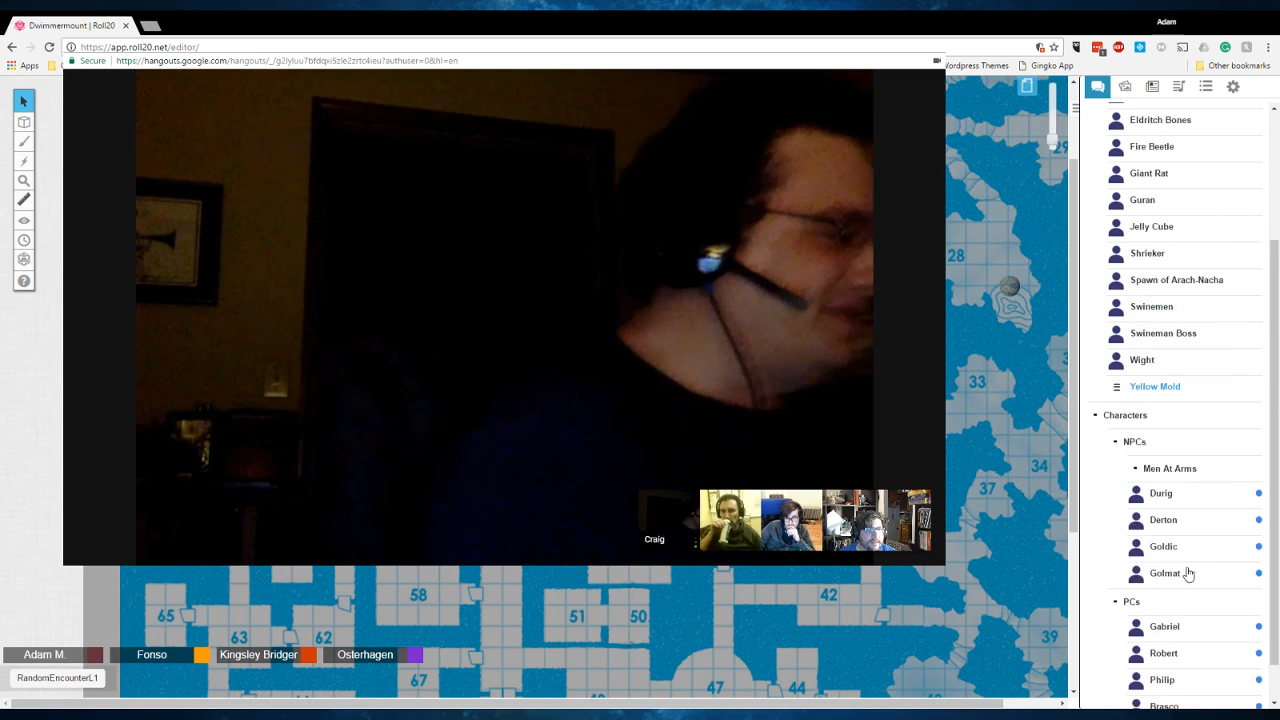 Adam
Dwimmermount | Roll20
https://app.roll20.net/editor/
Apps
Wordpress Themes
Gingko App
Other bookmarks
Secure
https://hangouts.google.com/hangouts/_/g2iyluu7bfdqxi5zle2zrtc4ieu?authuser=0&hl=en
Eldritch Bones
Fire Beetle
Giant Rat
Guran
Jelly Cube
Shrieker
Spawn of Arach-Nacha
Swinemen
Swineman Boss
Wight
Yellow Mold
Characters
NPCs
Men At Arms
Durig
Derton
Goldic
Golmat
PCs
Gabriel
Robert
Philip
Brasco
29
28
33
34
37
Craig
65
63
62
58
51
50
42
39
67
47
44
Adam M.
Fonso
Kingsley Bridger
Osterhagen
RandomEncounterL1